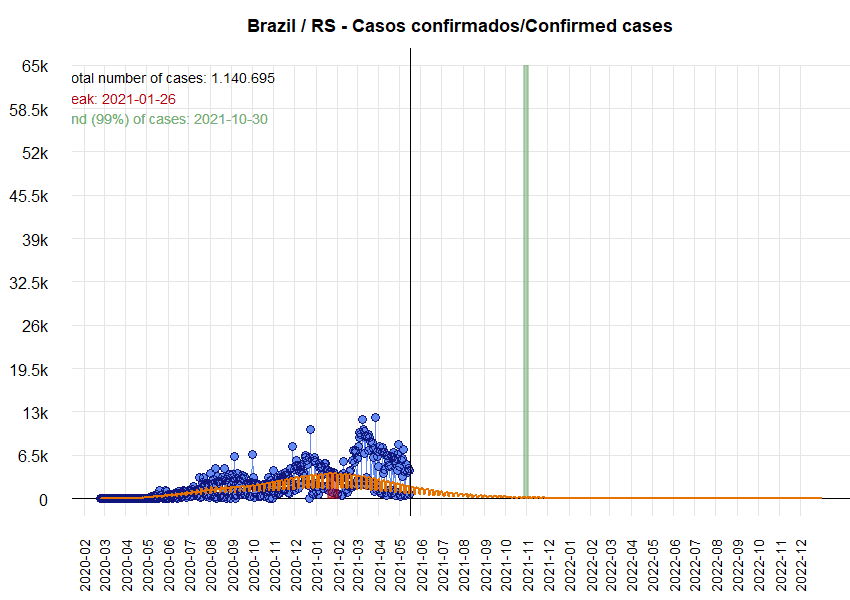 Brazil / RS - Casos confirmados/Confirmed cases
65k
otal number of cases: 1.140.695
eak: 2021-01-26
58.5k
nd (99%) of cases: 2021-10-30
52k
45.5k
39k
32.5k
26k
19.5k
13k
6.5k
0
2020-02
2020-03
2020-04
2020-05
2020-06
2020-07
2020-08
2020-09
2020-10
2020-11
2020-12
2021-01
2021-02
2021-03
2021-04
2021-05
2021-06
2021-07
2021-08
2021-09
2021-10
2021-11
2022-01
2022-02
2022-03
2022-04
2022-05
2022-06
2022-07
2022-08
2022-09
2022-10
2022-11
2022-12